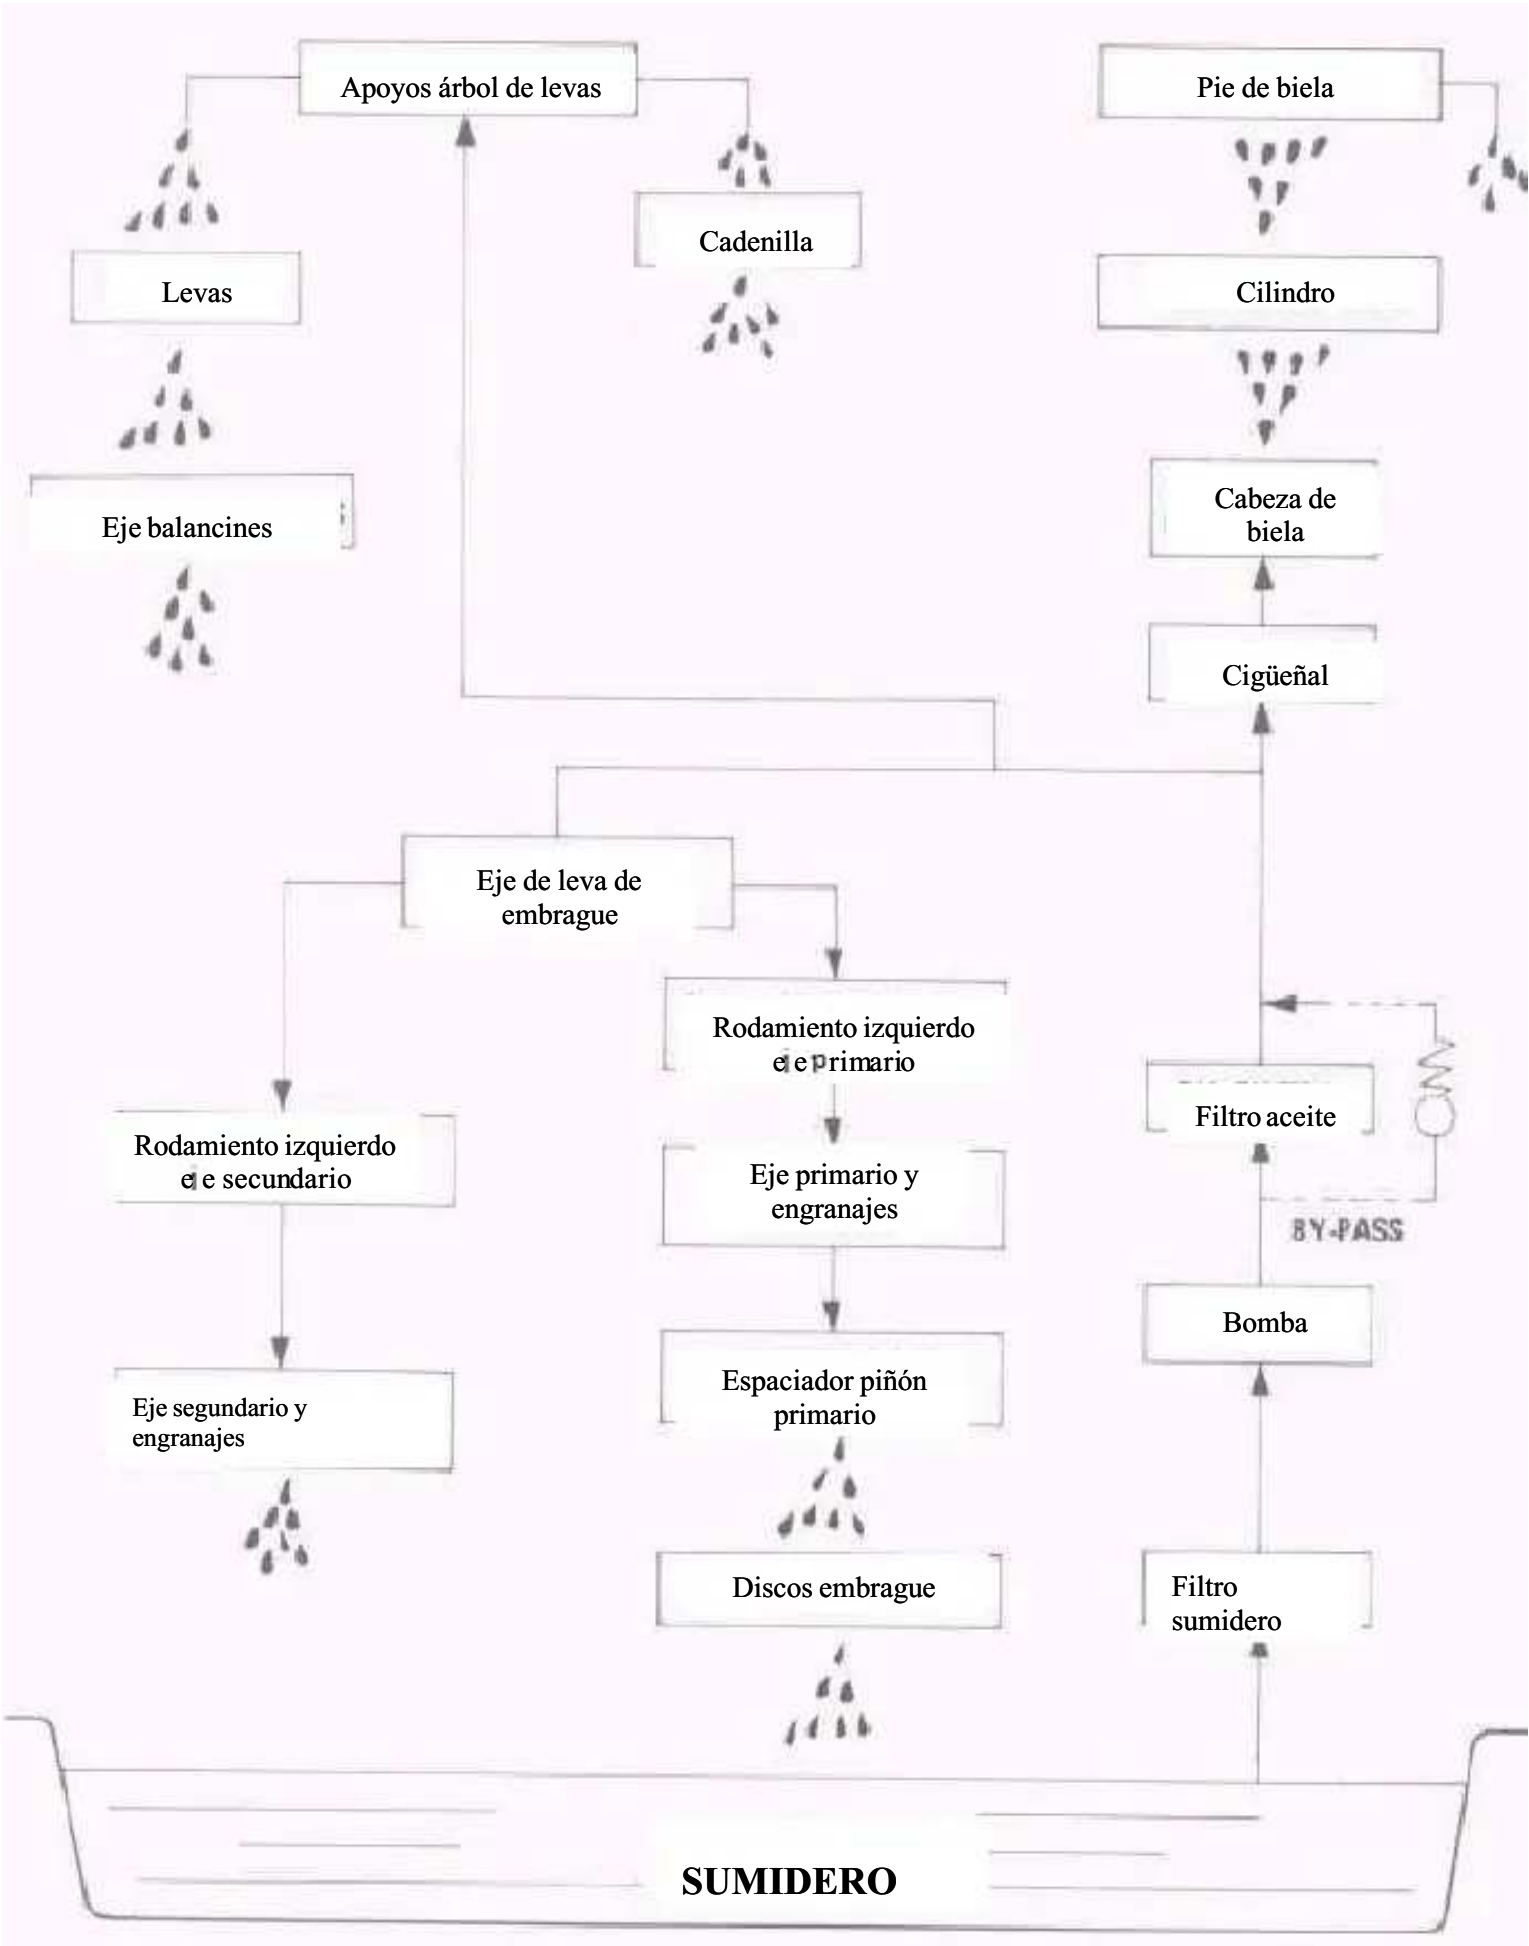 Apoyos árbol de levas
Pie de biela
Cadenilla
Levas
Cilindro
Eje balancines
Cabeza de
biela
Cigüeñal
Eje de leva de
embrague
Rodamiento izquierdo
eje primario
Filtro aceite
Rodamiento izquierdo
eje secundario
Eje primario y
engranajes
BY-PASS
Bomba
Espaciador piñón
primario
Eje segundario y
engranajes
Discos embrague
Filtro
sumidero
SUMIDERO